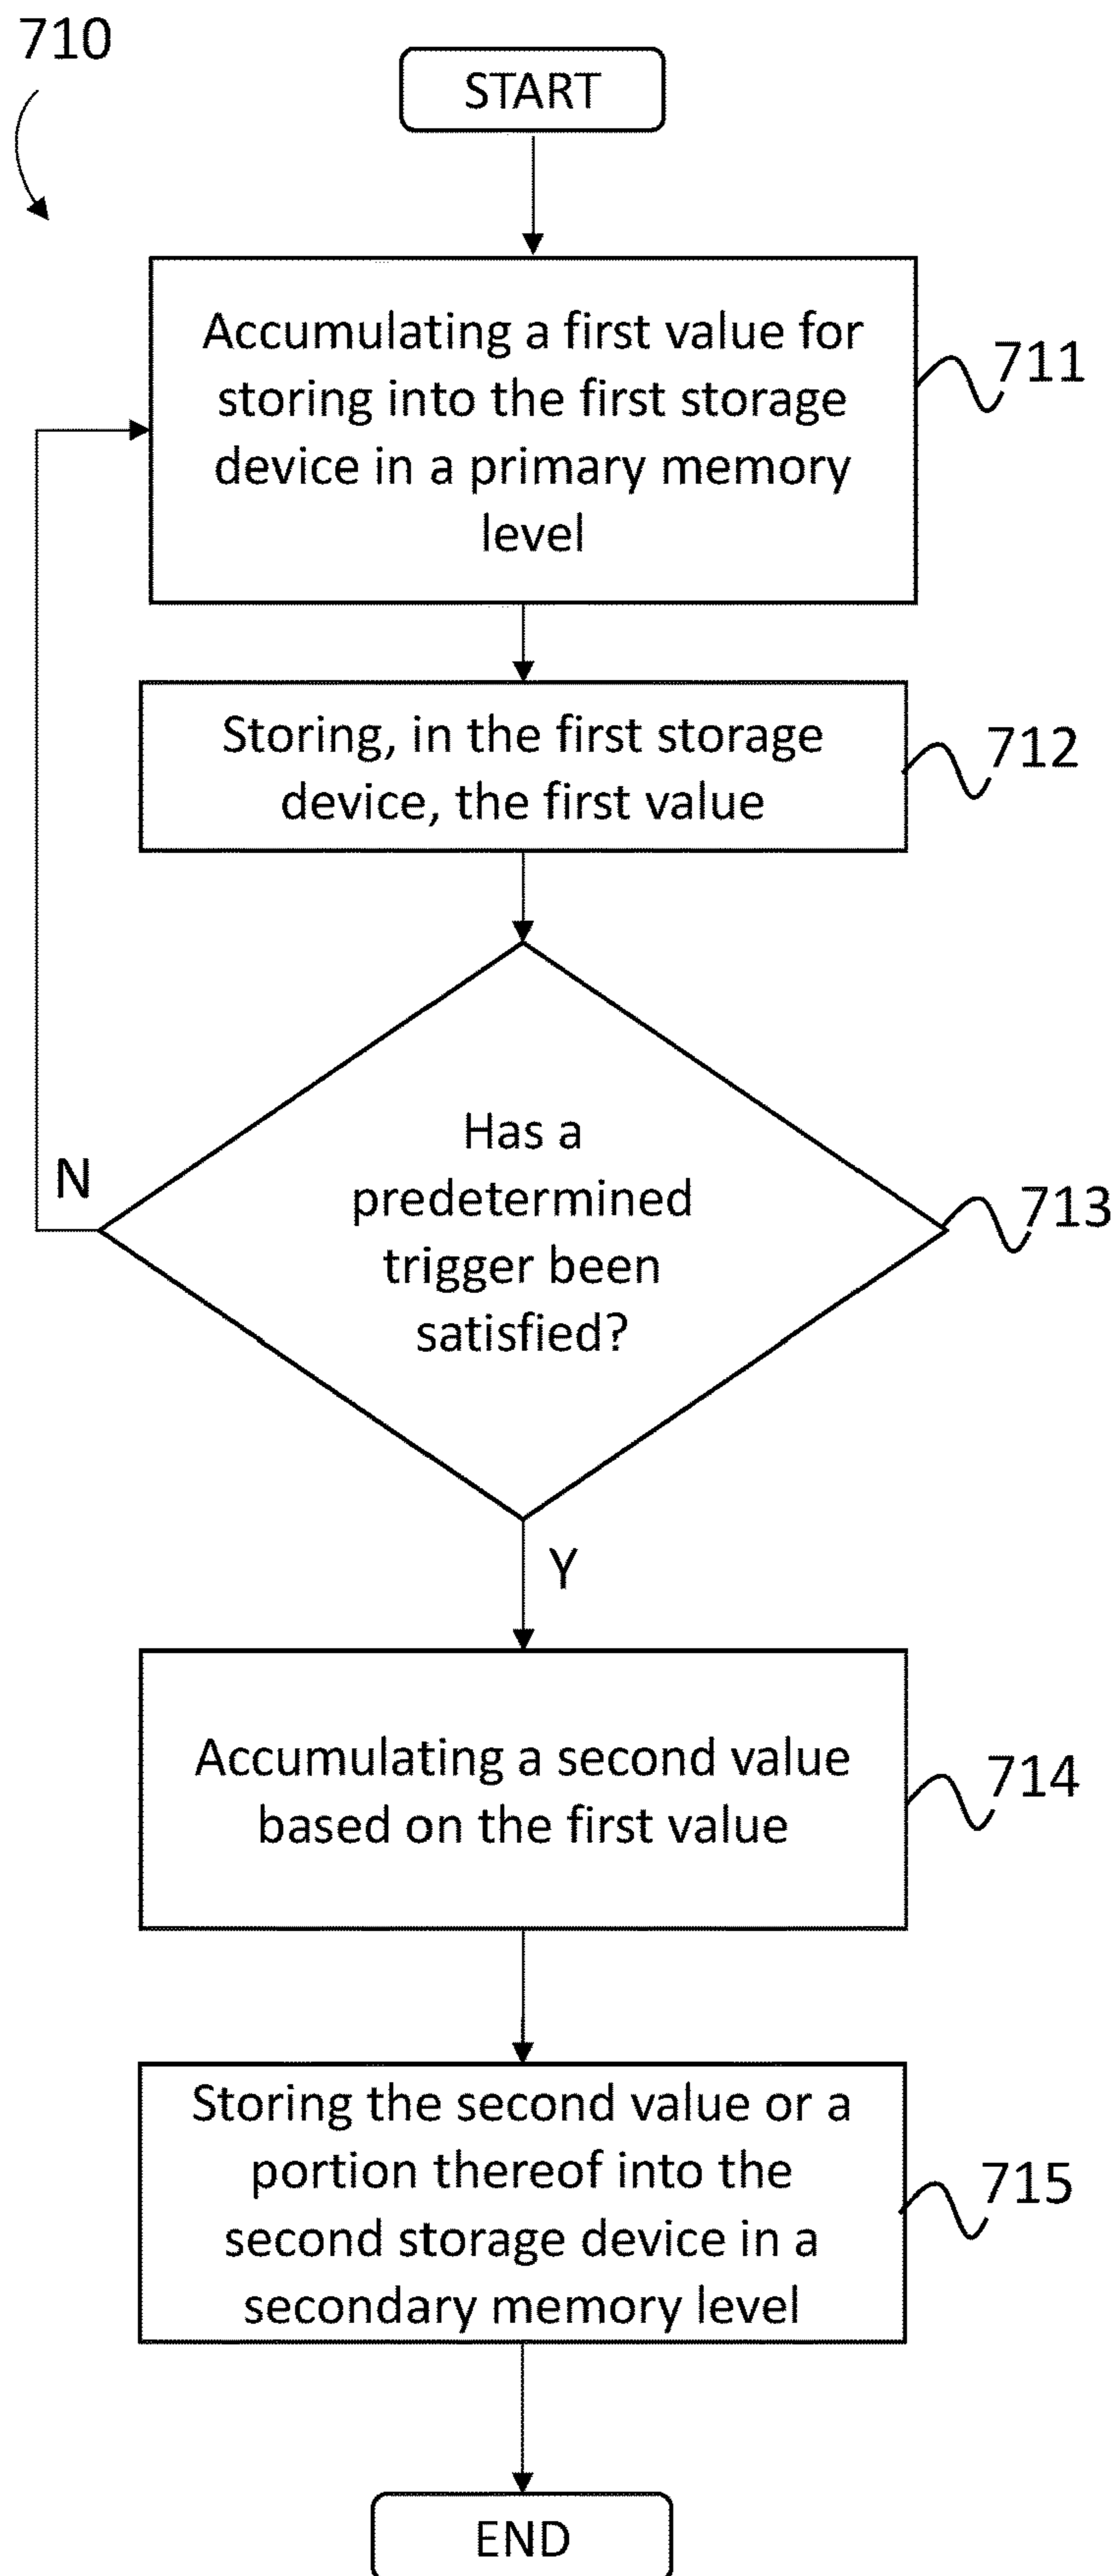 710
START
Accumulating a first value for
storing into the first storage
device in a primary memory
level
711
Storing, in the first storage
device, the first value
712
Has a
predetermined
trigger been
satisfied?
713
N
Y
Accumulating a second value
based on the first value
714
Storing the second value or a
portion thereof into the
second storage device in a
secondary memory level
715
END